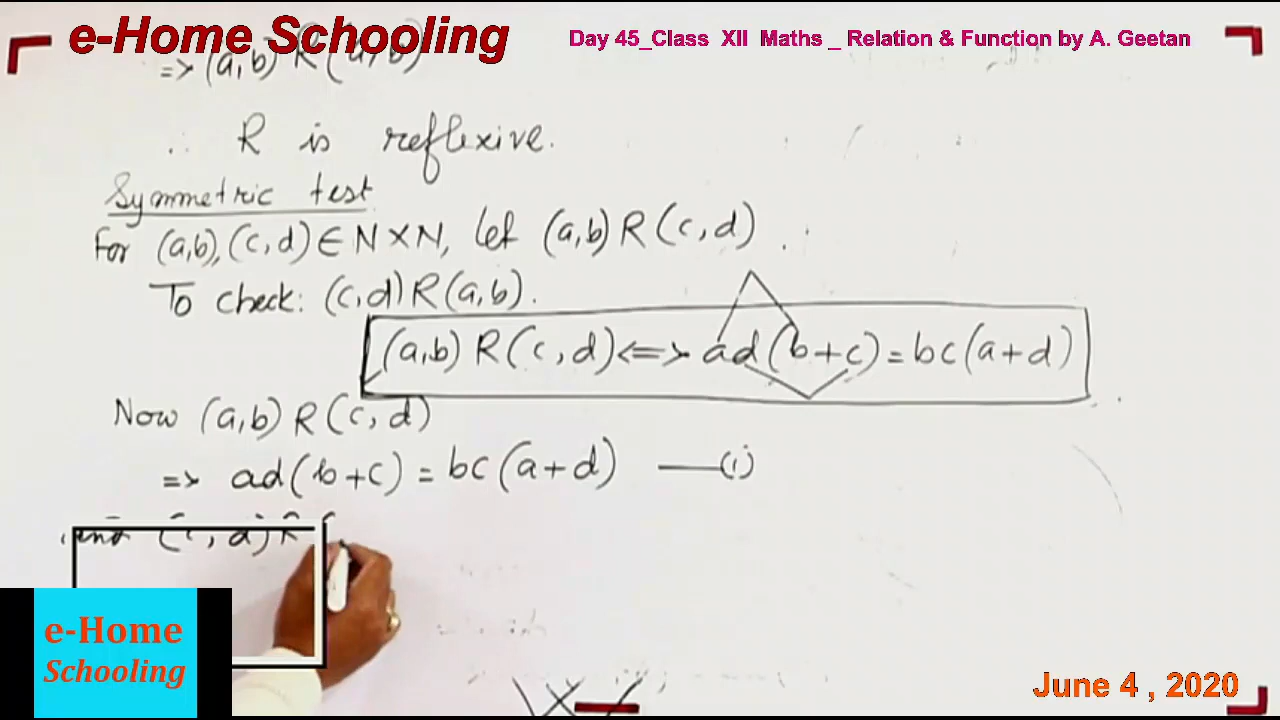 e-Home Schooling
Day 45_Class XII Maths _ Relation & Function by A. Geetan
=> (a,b) R (a,b)
∴ R is reflexive.
Symmetric test
For (a,b), (c,d) ∈ N×N, let (a,b) R (c,d)
To check: (c,d) R (a,b).
(a,b) R (c,d) <=> ad(b+c) = bc(a+d)
Now (a,b) R (c,d)
=> ad(b+c) = bc(a+d) —(i)
and (c,d) R (
e-Home
Schooling
June 4 , 2020